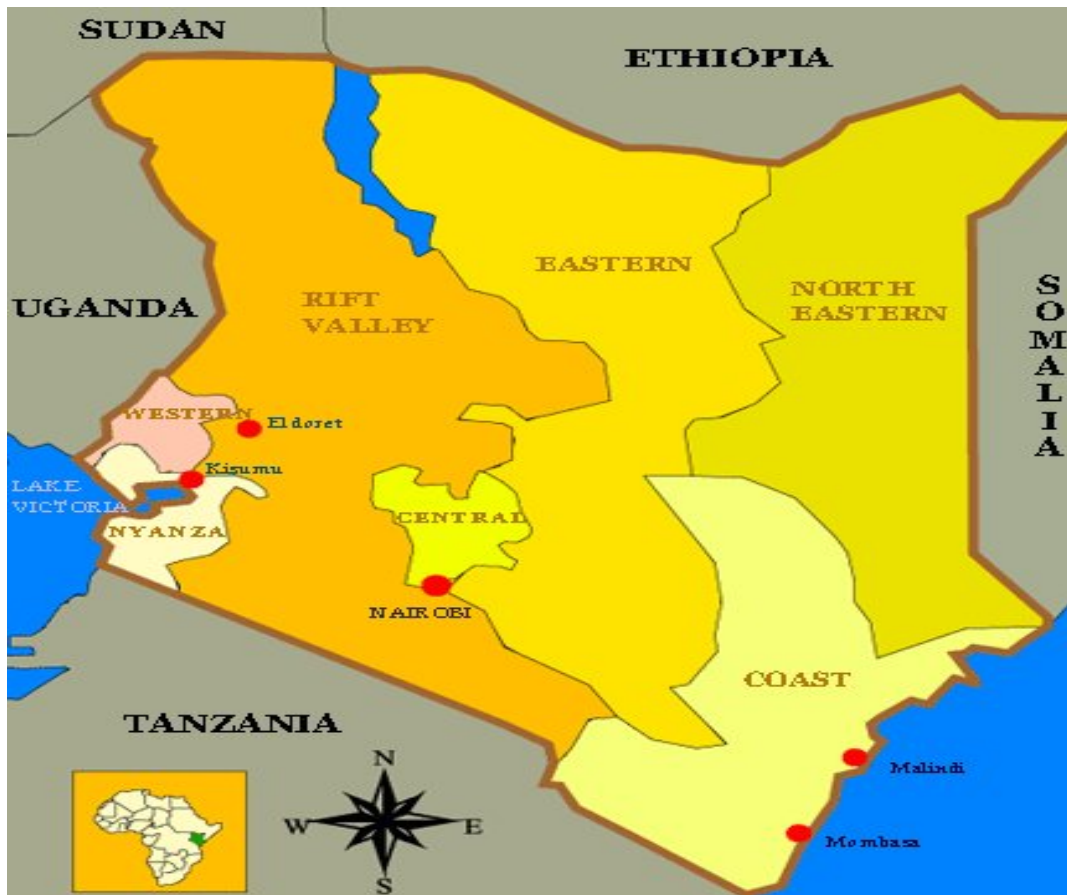 SUDAN
ETHIOPIA
EASTERN
RIFT
VALLEY
NORTH
EASTERN
UGANDA
SOMALIA
WESTERN
Eldoret
Kisumu
LAKE
VICTORIA
CENTRAL
NYANZA
NAIROBI
COAST
TANZANIA
Malindi
Mombasa
N
W
E
S